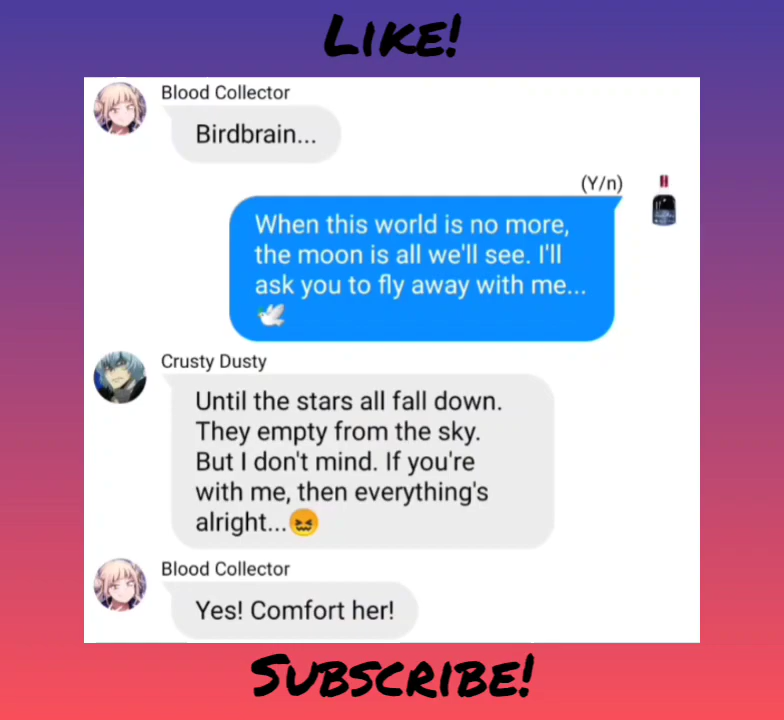 LIKE!
Blood Collector
Birdbrain...
(Y/n)
When this world is no more,
the moon is all we'll see. I'll
ask you to fly away with me...
🕊️
Crusty Dusty
Until the stars all fall down.
They empty from the sky.
But I don't mind. If you're
with me, then everything's
alright...😖
Blood Collector
Yes! Comfort her!
SUBSCRIBE!